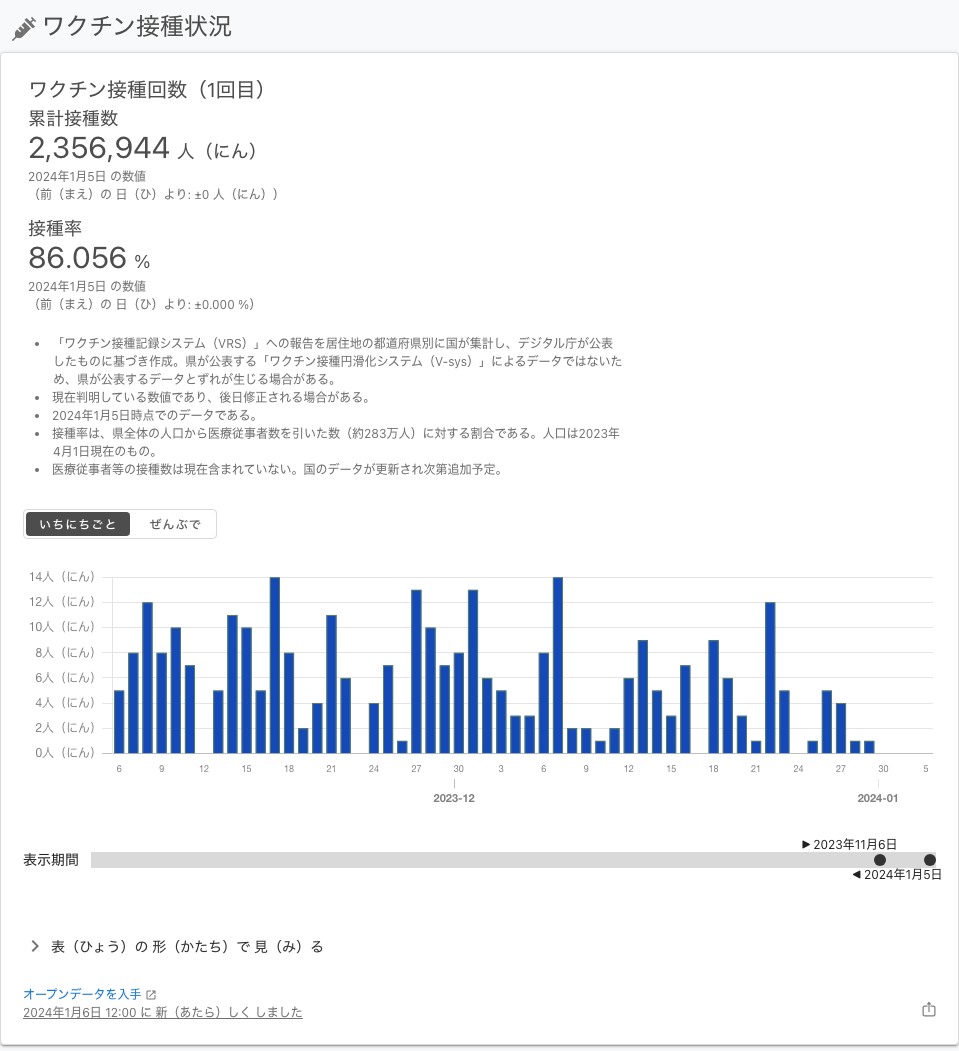 ワクチン接種状況
ワクチン接種回数（1回目）
累計接種数
2,356,944 人（にん）
2024年1月5日 の数値
（前（まえ）の 日（ひ）より: ±0 人（にん））
接種率
86.056 %
2024年1月5日 の数値
（前（まえ）の 日（ひ）より: ±0.000 %）
• 「ワクチン接種記録システム（VRS）」への報告を居住地の都道府県別に国が集計し、デジタル庁が公表
したものに基づき作成。県が公表する「ワクチン接種円滑化システム（V-sys）」によるデータではないた
め、県が公表するデータとずれが生じる場合がある。
• 現在判明している数値であり、後日修正される場合がある。
• 2024年1月5日時点でのデータである。
• 接種率は、県全体の人口から医療従事者数を引いた数（約283万人）に対する割合である。人口は2023年
4月1日現在のもの。
• 医療従事者等の接種数は現在含まれていない。国のデータが更新され次第追加予定。
いちにちごと ぜんぶで
14人（にん）
12人（にん）
10人（にん）
8人（にん）
6人（にん）
4人（にん）
2人（にん）
0人（にん）
6 9 12 15 18 21 24 27 30 3 6 9 12 15 18 21 24 27 30 5
2023-12 2024-01
▶ 2023年11月6日
表示期間
◀ 2024年1月5日
表（ひょう）の 形（かたち）で 見（み）る
オープンデータを入手
2024年1月6日 12:00 に 新（あたら）しく しました